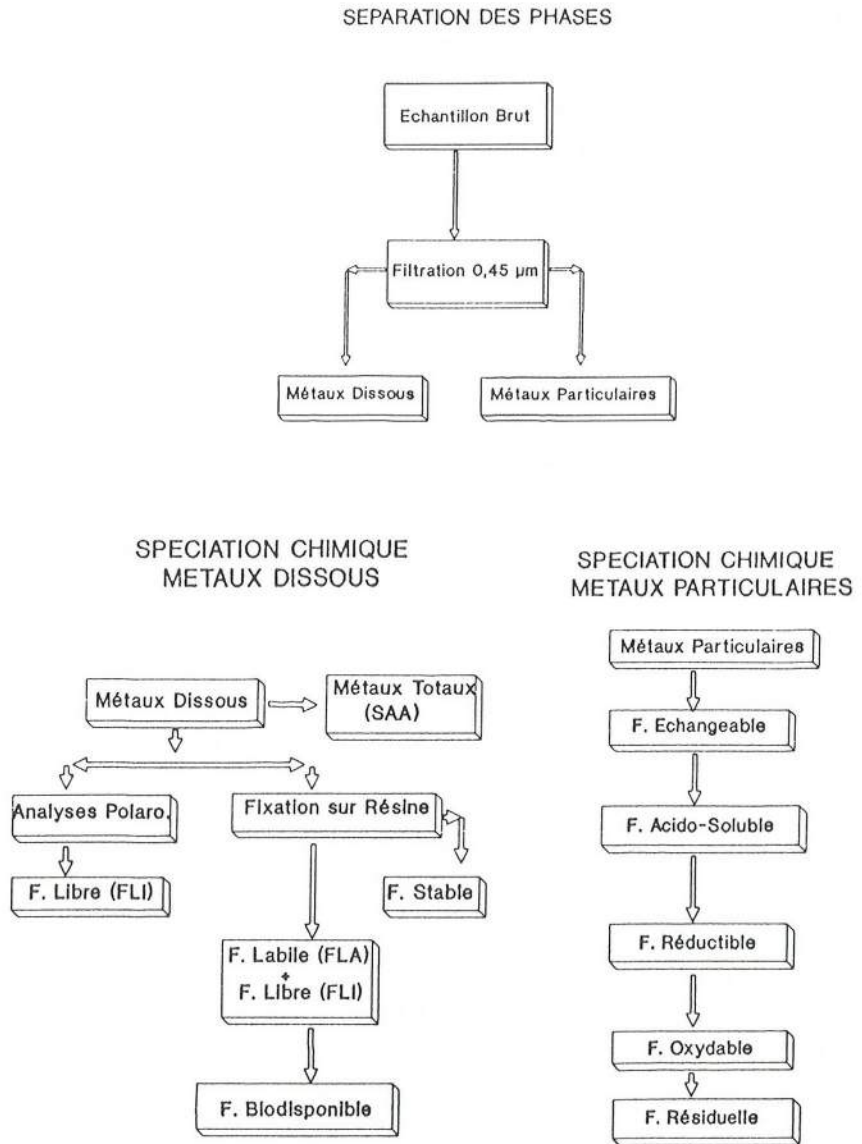 SEPARATION DES PHASES
Echantillon Brut
Filtration 0,45 µm
Métaux Dissous
Métaux Particulaires
SPECIATION CHIMIQUE
METAUX DISSOUS
Métaux Dissous
Métaux Totaux
(SAA)
Analyses Polaro.
Fixation sur Résine
F. Libre (FLI)
F. Stable
F. Labile (FLA)
+
F. Libre (FLI)
F. Biodisponible
SPECIATION CHIMIQUE
METAUX PARTICULAIRES
Métaux Particulaires
F. Echangeable
F. Acido-Soluble
F. Réductible
F. Oxydable
F. Résiduelle